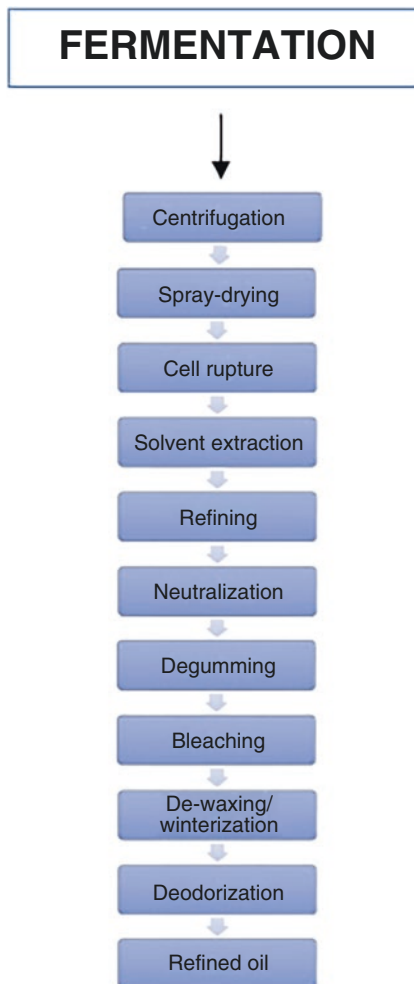 FERMENTATION
Centrifugation
Spray-drying
Cell rupture
Solvent extraction
Refining
Neutralization
Degumming
Bleaching
De-waxing/
winterization
Deodorization
Refined oil